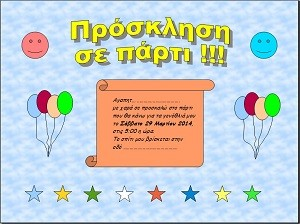 Πρόσκληση
σε πάρτι !!!
Αγαπητ......................
με χαρά σε προσκαλώ στο πάρτι
που θα κάνω για τα γενέθλιά μου
το Σάββατο 29 Μαρτίου 2014,
στις 5:00 η ώρα.
Το σπίτι μου βρίσκεται στην
οδό ..............................